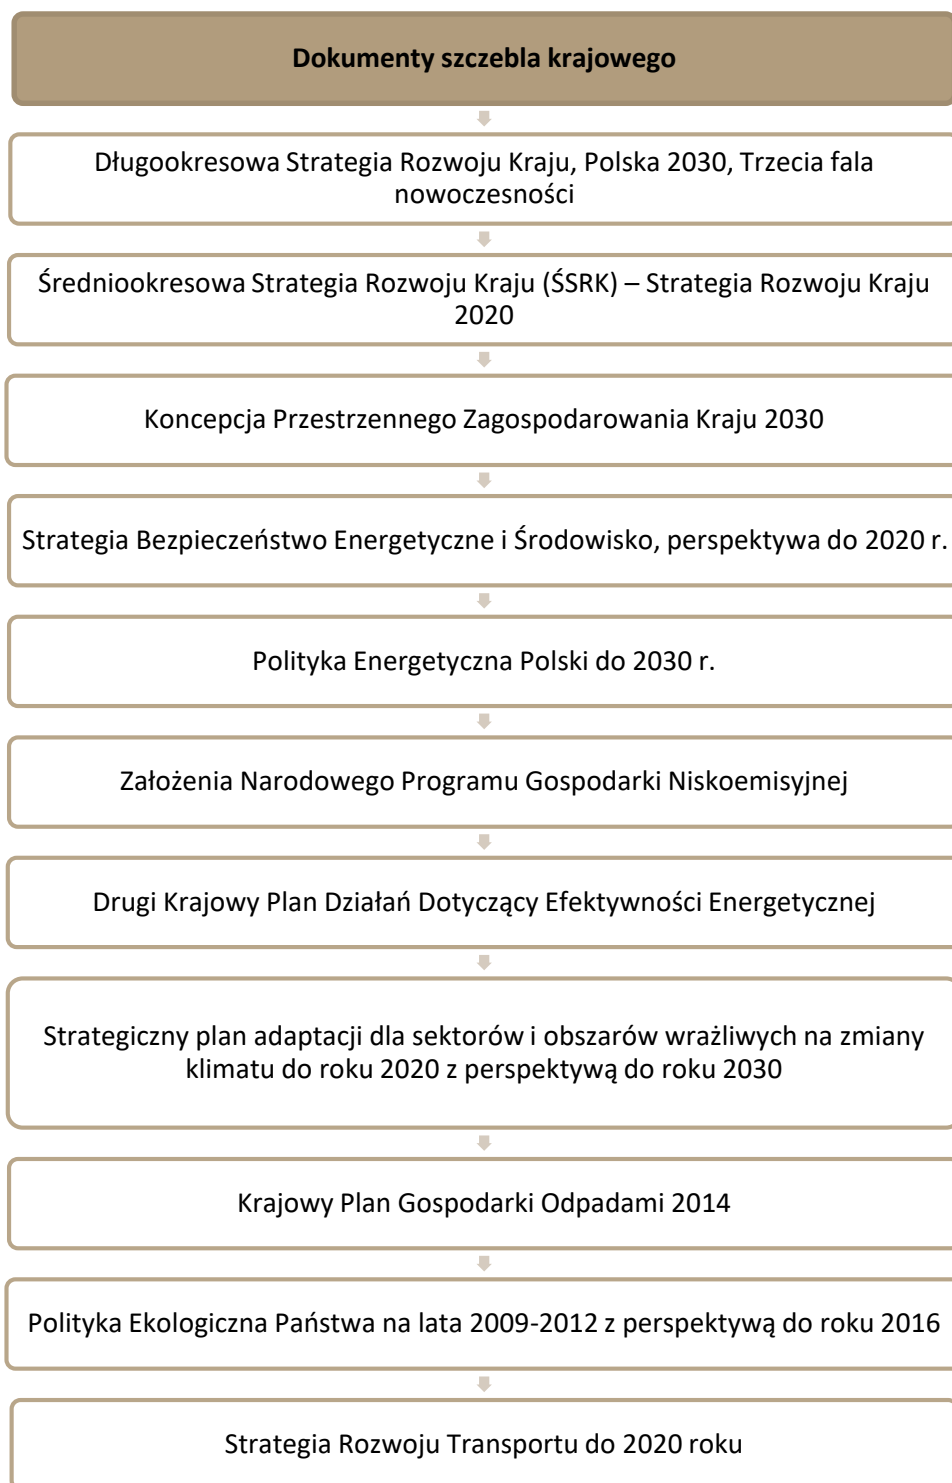 Dokumenty szczebla krajowego
Długookresowa Strategia Rozwoju Kraju, Polska 2030, Trzecia fala
nowoczesności
Średniookresowa Strategia Rozwoju Kraju (ŚSRK) – Strategia Rozwoju Kraju
2020
Koncepcja Przestrzennego Zagospodarowania Kraju 2030
Strategia Bezpieczeństwo Energetyczne i Środowisko, perspektywa do 2020 r.
Polityka Energetyczna Polski do 2030 r.
Założenia Narodowego Programu Gospodarki Niskoemisyjnej
Drugi Krajowy Plan Działań Dotyczący Efektywności Energetycznej
Strategiczny plan adaptacji dla sektorów i obszarów wrażliwych na zmiany
klimatu do roku 2020 z perspektywą do roku 2030
Krajowy Plan Gospodarki Odpadami 2014
Polityka Ekologiczna Państwa na lata 2009-2012 z perspektywą do roku 2016
Strategia Rozwoju Transportu do 2020 roku